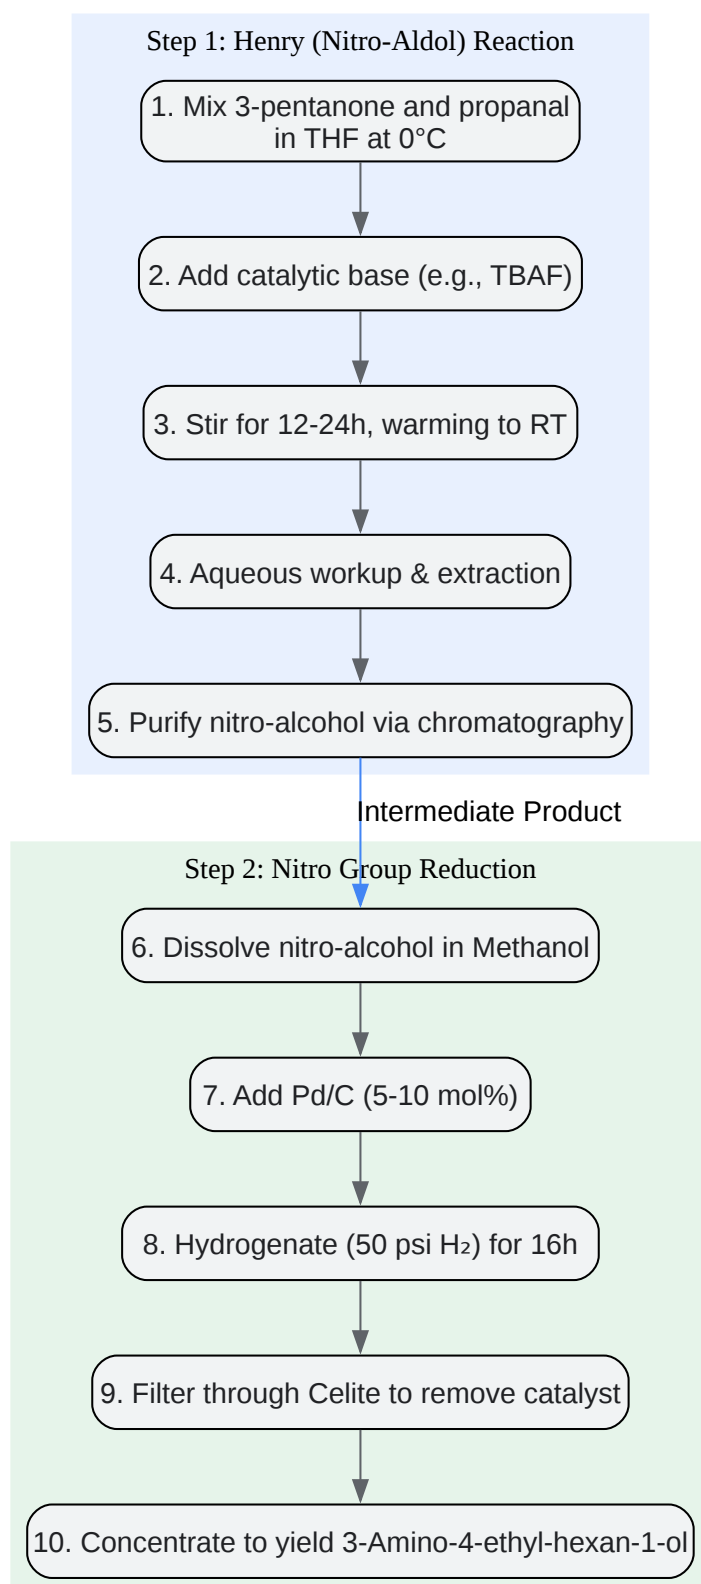 Step 1: Henry (Nitro-Aldol) Reaction
1. Mix 3-pentanone and propanal
in THF at 0°C
2. Add catalytic base (e.g., TBAF)
3. Stir for 12-24h, warming to RT
4. Aqueous workup & extraction
5. Purify nitro-alcohol via chromatography
Intermediate Product
Step 2: Nitro Group Reduction
6. Dissolve nitro-alcohol in Methanol
7. Add Pd/C (5-10 mol%)
8. Hydrogenate (50 psi H₂) for 16h
9. Filter through Celite to remove catalyst
10. Concentrate to yield 3-Amino-4-ethyl-hexan-1-ol